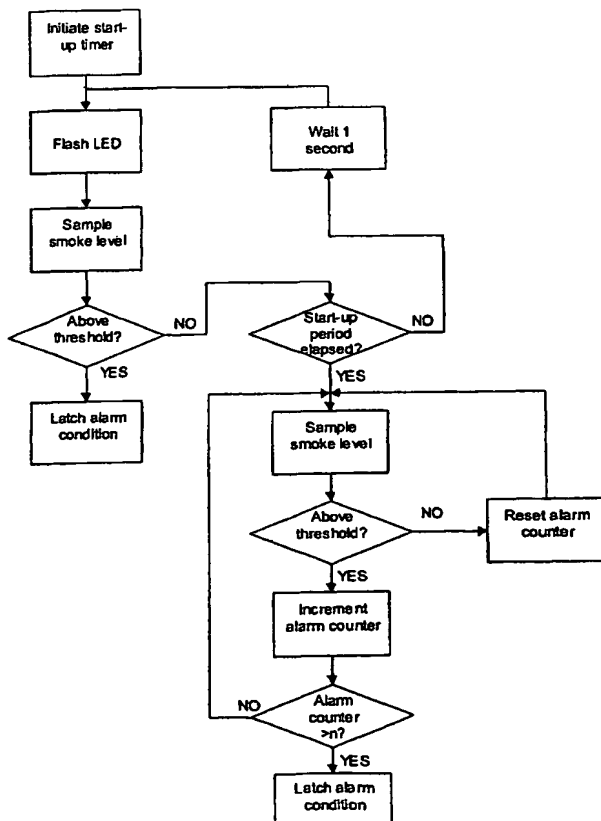 Initiate start-
up timer
Flash LED
Wait 1
second
Sample
smoke level
Above
threshold?
NO
Start-up
period
elapsed?
NO
YES
YES
Latch alarm
condition
Sample
smoke level
Above
threshold?
NO
Reset alarm
counter
YES
Increment
alarm counter
NO
Alarm
counter
>n?
YES
Latch alarm
condition